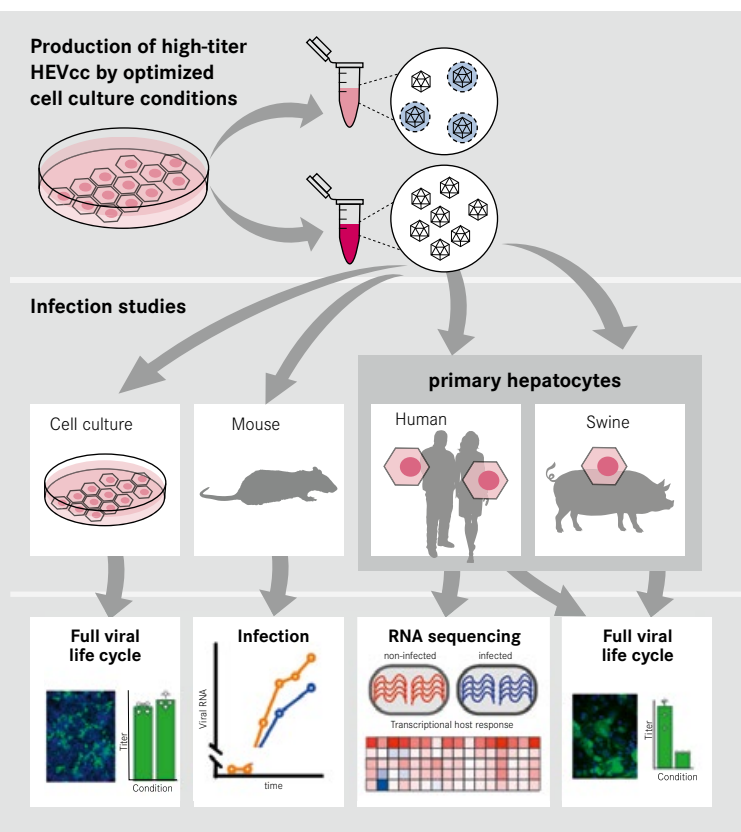 Production of high-titer
HEVcc by optimized
cell culture conditions
Infection studies
primary hepatocytes
Cell culture
Mouse
Human
Swine
Full viral
life cycle
Titer
Condition
Infection
Viral RNA
time
RNA sequencing
non-infected
infected
Transcriptional host response
Full viral
life cycle
Titer
Condition